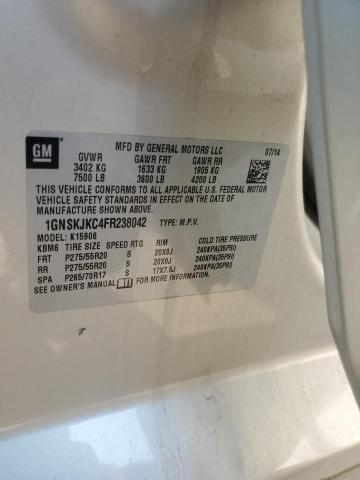 GM
MFD BY GENERAL MOTORS LLC 07/14
GVWR GAWR FRT GAWR RR
3402 KG 1633 KG 1905 KG
7500 LB 3600 LB 4200 LB
THIS VEHICLE CONFORMS TO ALL APPLICABLE U.S. FEDERAL MOTOR
VEHICLE SAFETY STANDARDS IN EFFECT ON THE DATE OF
MANUFACTURE SHOWN ABOVE.
1GNSKJKC4FR238042 TYPE: M.P.V.
MODEL: K15906
KBM6 TIRE SIZE SPEED RTG RIM COLD TIRE PRESSURE
FRT P275/55R20 S 20X9J 240KPA(35PSI)
RR P275/55R20 S 20X9J 240KPA(35PSI)
SPA P265/70R17 S 17X7.5J 240KPA(35PSI)
SEE OWNER'S MANUAL FOR MORE INFORMATION.